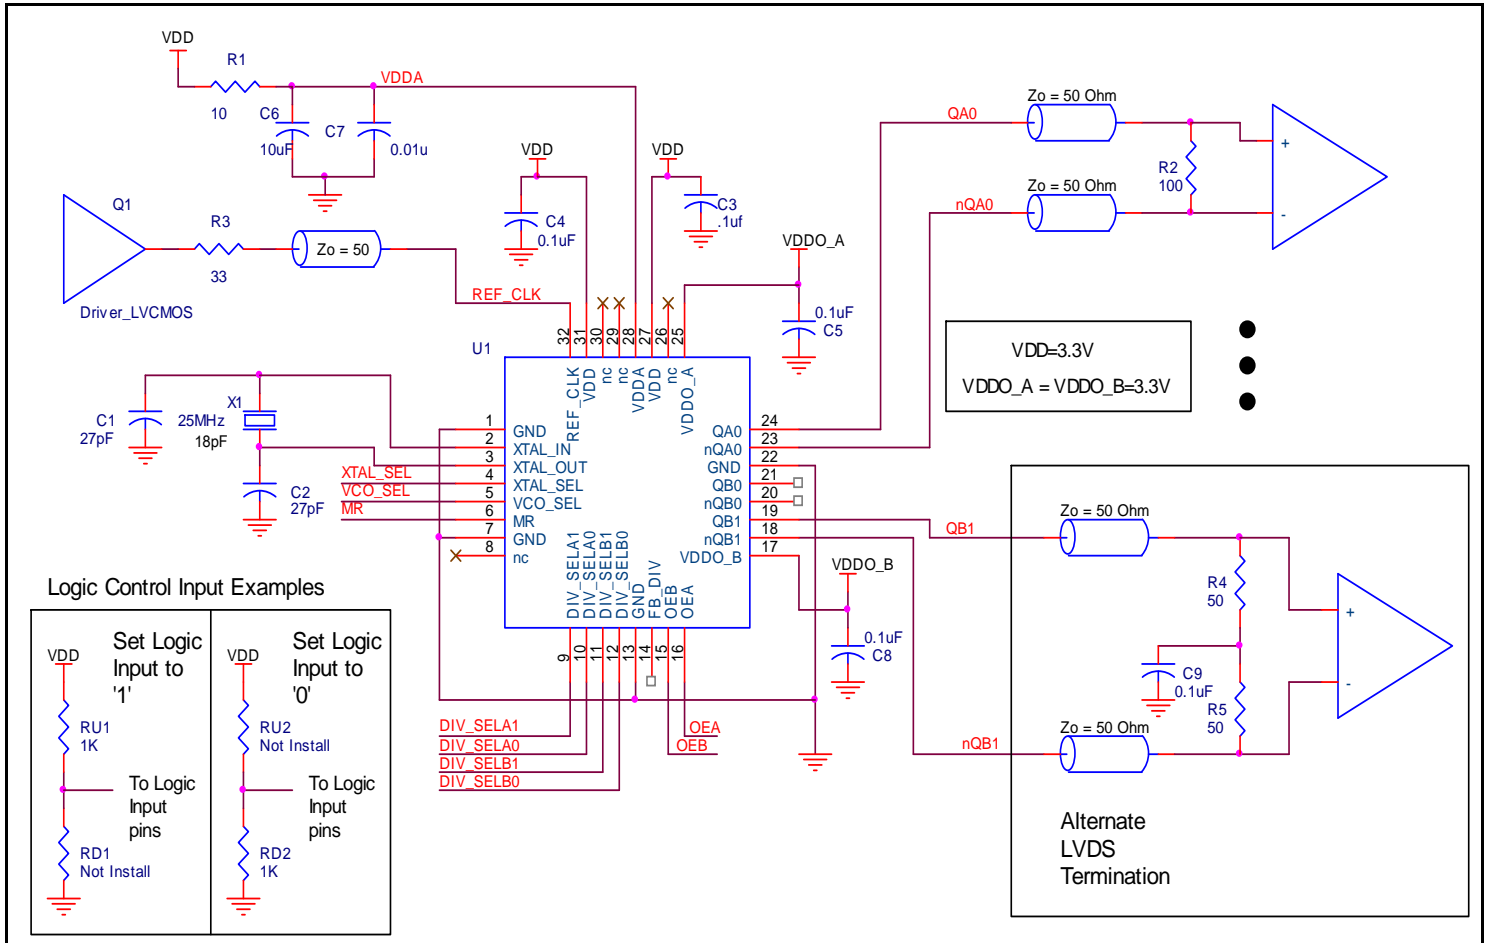 VDD
R1
10
VDDA
C6
10uF
C7
0.01u
VDD
VDD
C4
0.1uF
C3
.1uf
Q1
R3
33
Zo = 50
Driver_LVCMOS
REF_CLK
VDDO_A
0.1uF
C5
QA0
Zo = 50 Ohm
nQA0
Zo = 50 Ohm
R2
100
+
-
VDD=3.3V
VDDO_A = VDDO_B=3.3V
U1
32
31
30
29
28
27
26
25
REF_CLK
VDD
nc
nc
VDDA
VDD
nc
VDDO_A
C1
27pF
X1
25MHz
18pF
C2
27pF
XTAL_SEL
VCO_SEL
MR
1 GND
2 XTAL_IN
3 XTAL_OUT
4 XTAL_SEL
5 VCO_SEL
6 MR
7 GND
8 nc
QA0 24
nQA0 23
GND 22
QB0 21
nQB0 20
QB1 19
nQB1 18
VDDO_B 17
DIV_SELA1
DIV_SELA0
DIV_SELB1
DIV_SELB0
GND
FB_DIV
OEB
OEA
9
10
11
12
13
14
15
16
DIV_SELA1
DIV_SELA0
DIV_SELB1
DIV_SELB0
OEA
OEB
VDDO_B
0.1uF
C8
QB1
Zo = 50 Ohm
R4
50
C9
0.1uF
R5
50
nQB1
Zo = 50 Ohm
+
-
Alternate
LVDS
Termination
Logic Control Input Examples
Set Logic
Input to
'1'
VDD
RU1
1K
To Logic
Input
pins
RD1
Not Install
Set Logic
Input to
'0'
VDD
RU2
Not Install
To Logic
Input
pins
RD2
1K